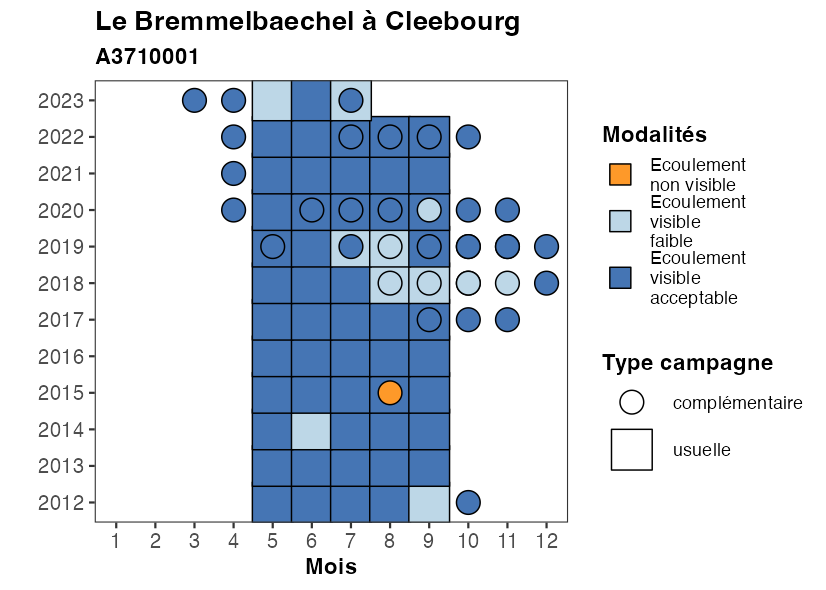 Le Bremmelbaechel à Cleebourg
A3710001
2023
2022
2021
2020
2019
2018
2017
2016
2015
2014
2013
2012
1 2 3 4 5 6 7 8 9 10 11 12
Mois
Modalités
Ecoulement
non visible
Ecoulement
visible
faible
Ecoulement
visible
acceptable
Type campagne
complémentaire
usuelle